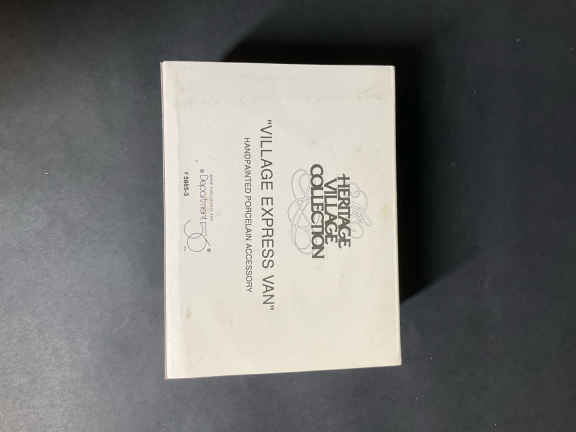 HERITAGE
VILLAGE
COLLECTION
"VILLAGE EXPRESS VAN"
HANDPAINTED PORCELAIN ACCESSORY
Department 56